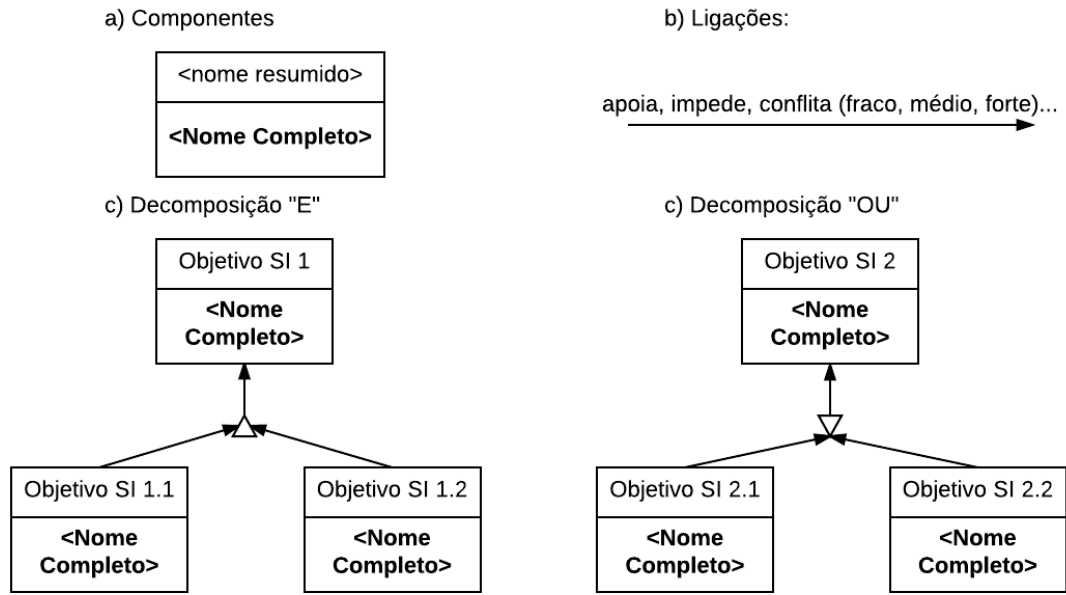 a) Componentes
b) Ligações:
<nome resumido>
<Nome Completo>
apoia, impede, conflita (fraco, médio, forte)...
c) Decomposição "E"
c) Decomposição "OU"
Objetivo SI 1
<Nome
Completo>
Objetivo SI 2
<Nome
Completo>
Objetivo SI 1.1
<Nome
Completo>
Objetivo SI 1.2
<Nome
Completo>
Objetivo SI 2.1
<Nome
Completo>
Objetivo SI 2.2
<Nome
Completo>